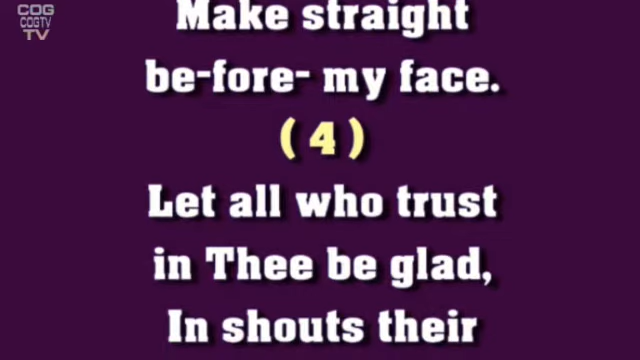 COG
COGTV
TV
Make straight
be-fore- my face.
( 4 )
Let all who trust
in Thee be glad,
In shouts their